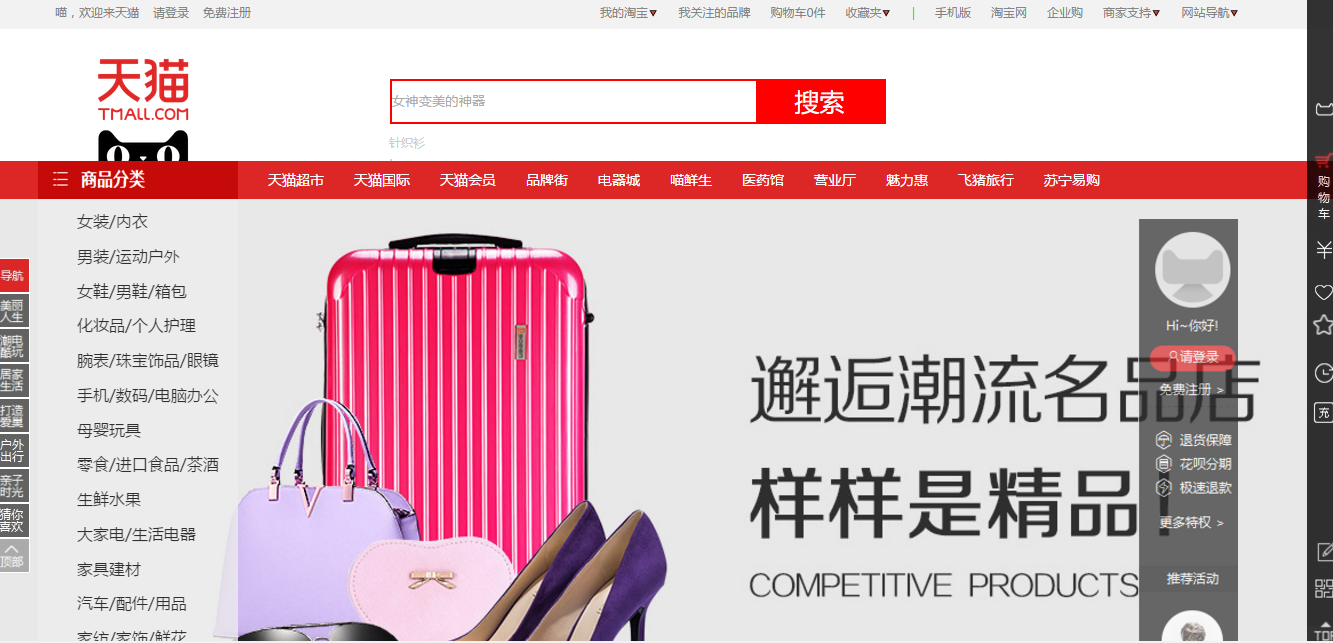 喵，欢迎来天猫 请登录 免费注册 我的淘宝 我关注的品牌 购物车0件 收藏夹 | 手机版 淘宝网 企业购 商家支持 网站导航
天猫
TMALL.COM
女神变美的神器 搜索
针织衫
商品分类 天猫超市 天猫国际 天猫会员 品牌街 电器城 喵鲜生 医药馆 营业厅 魅力惠 飞猪旅行 苏宁易购
女装/内衣
男装/运动户外
女鞋/男鞋/箱包
化妆品/个人护理
腕表/珠宝饰品/眼镜
手机/数码/电脑办公
母婴玩具
零食/进口食品/茶酒
生鲜水果
大家电/生活电器
家具建材
汽车/配件/用品
家纺/家饰/鲜花
导航
美丽
人生
潮电
酷玩
居家
生活
打造
爱巢
户外
出行
亲子
时光
猜你
喜欢
顶部
邂逅潮流名品店
样样是精品！
COMPETITIVE PRODUCTS
Hi~你好!
请登录
免费注册 >
退货保障
花呗分期
极速退款
更多特权 >
推荐活动
购
物
车
充
TOP